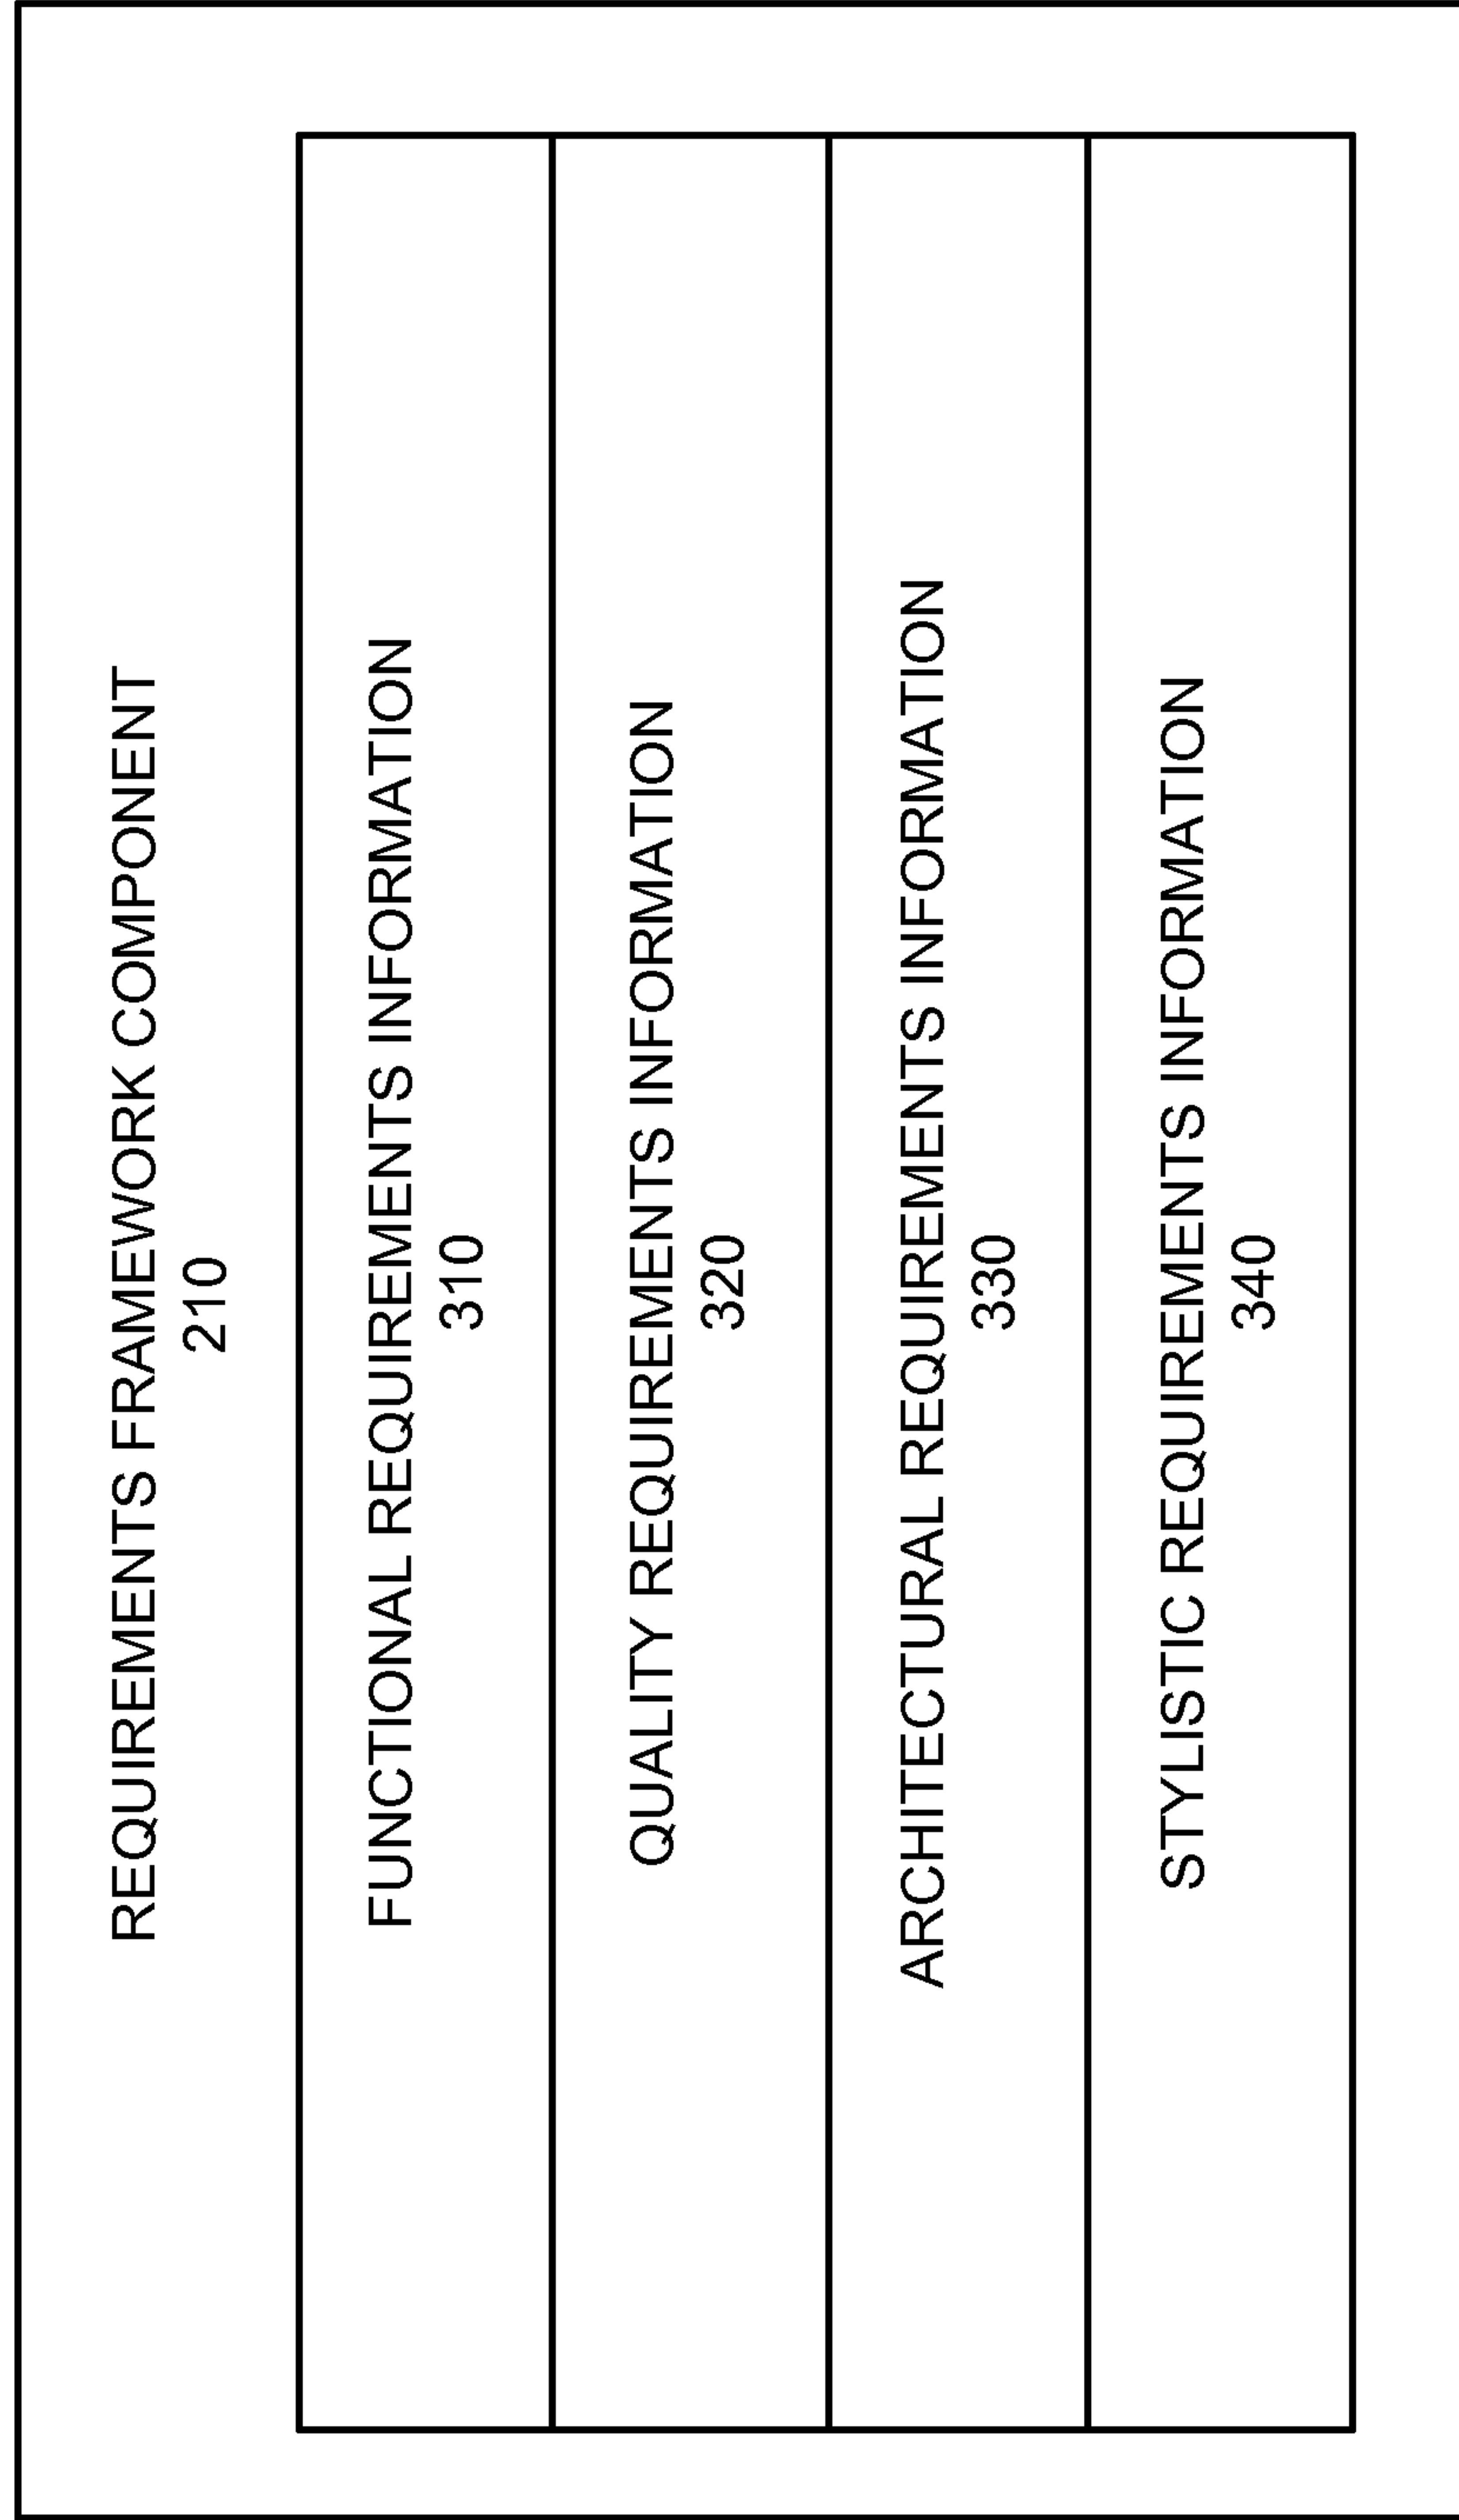 REQUIREMENTS FRAMEWORK COMPONENT
210
FUNCTIONAL REQUIREMENTS INFORMATION
310
QUALITY REQUIREMENTS INFORMATION
320
ARCHITECTURAL REQUIREMENTS INFORMATION
330
STYLISTIC REQUIREMENTS INFORMATION
340